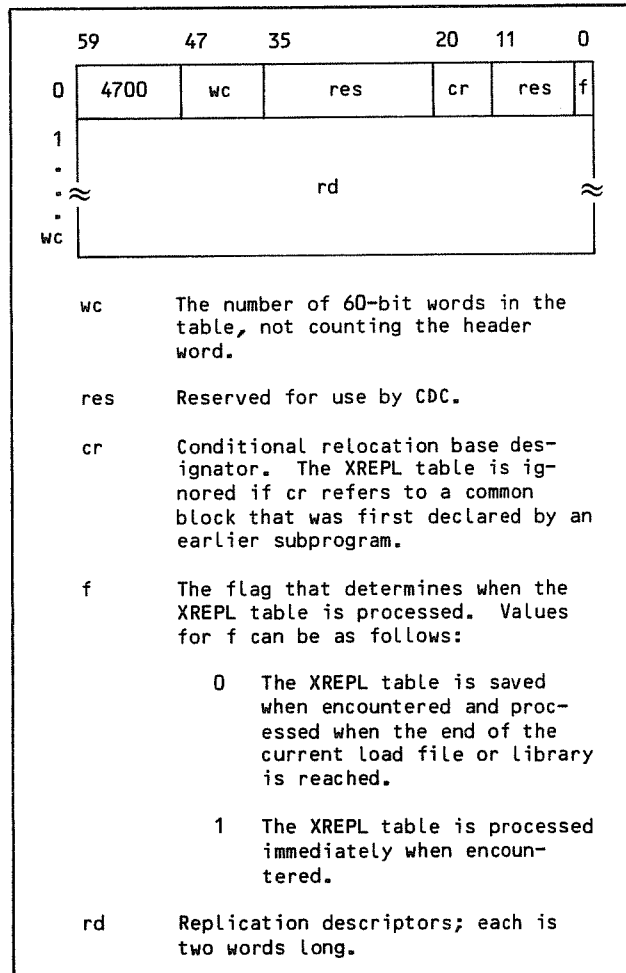 59 47 35 20 11 0
0 4700 wc res cr res f
1
.
.
.
rd
wc
wc The number of 60-bit words in the
table, not counting the header
word.
res Reserved for use by CDC.
cr Conditional relocation base des-
ignator. The XREPL table is ig-
nored if cr refers to a common
block that was first declared by an
earlier subprogram.
f The flag that determines when the
XREPL table is processed. Values
for f can be as follows:
0 The XREPL table is saved
when encountered and proc-
essed when the end of the
current load file or library
is reached.
1 The XREPL table is processed
immediately when encoun-
tered.
rd Replication descriptors; each is
two words long.